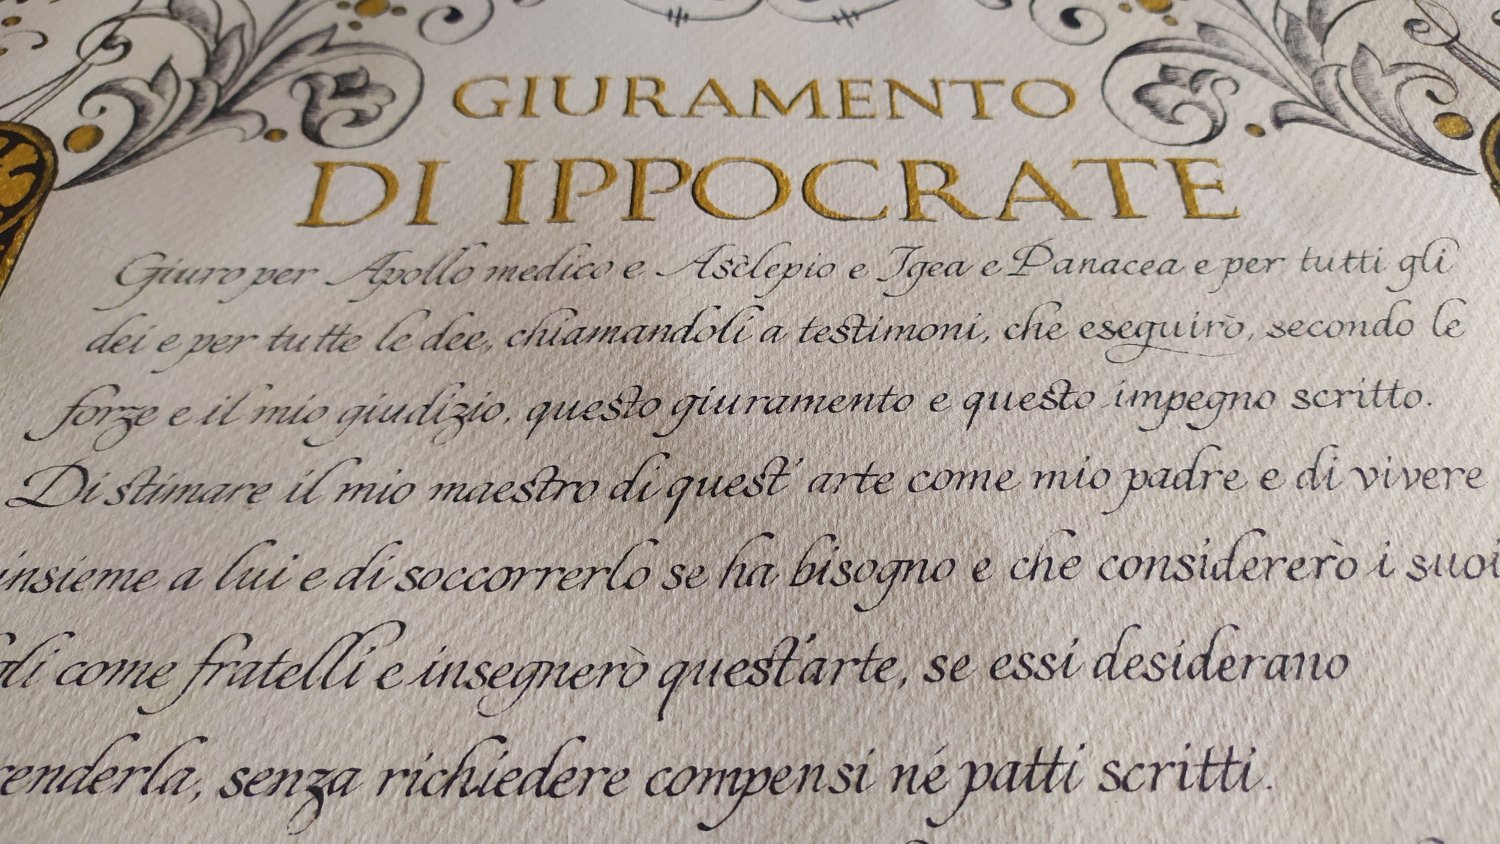 GIURAMENTO
DI IPPOCRATE
Giuro per Apollo medico e Asclepio e Igea e Panacea e per tutti gli
dei e per tutte le dee, chiamandoli a testimoni, che eseguirò, secondo le
forze e il mio giudizio, questo giuramento e questo impegno scritto.
Di stimare il mio maestro di quest' arte come mio padre e di vivere
insieme a lui e di soccorrerlo se ha bisogno e che considererò i suoi
gli come fratelli e insegnerò quest'arte, se essi desiderano
renderla, senza richiedere compensi né patti scritti.